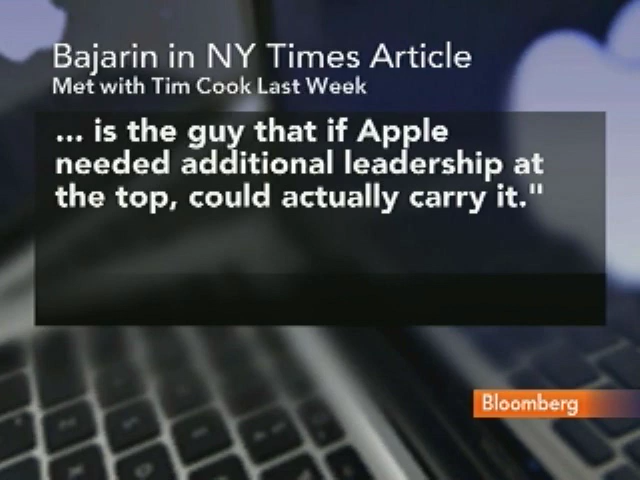 Bajarin in NY Times Article
Met with Tim Cook Last Week
... is the guy that if Apple
needed additional leadership at
the top, could actually carry it."
Bloomberg